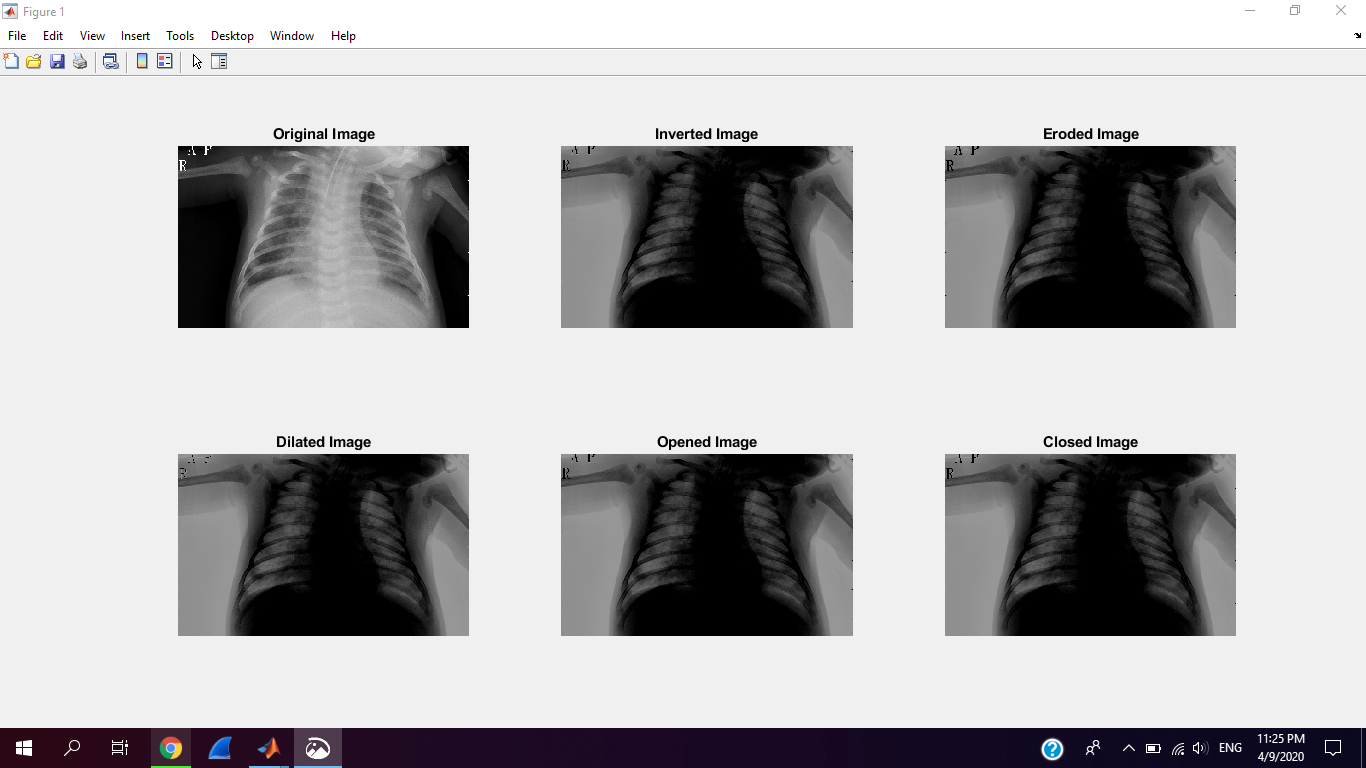 Figure 1
File Edit View Insert Tools Desktop Window Help
Original Image
A P
R
Inverted Image
A P
R
Eroded Image
A P
R
Dilated Image
R
Opened Image
A P
R
Closed Image
A P
R
ENG
11:25 PM
4/9/2020